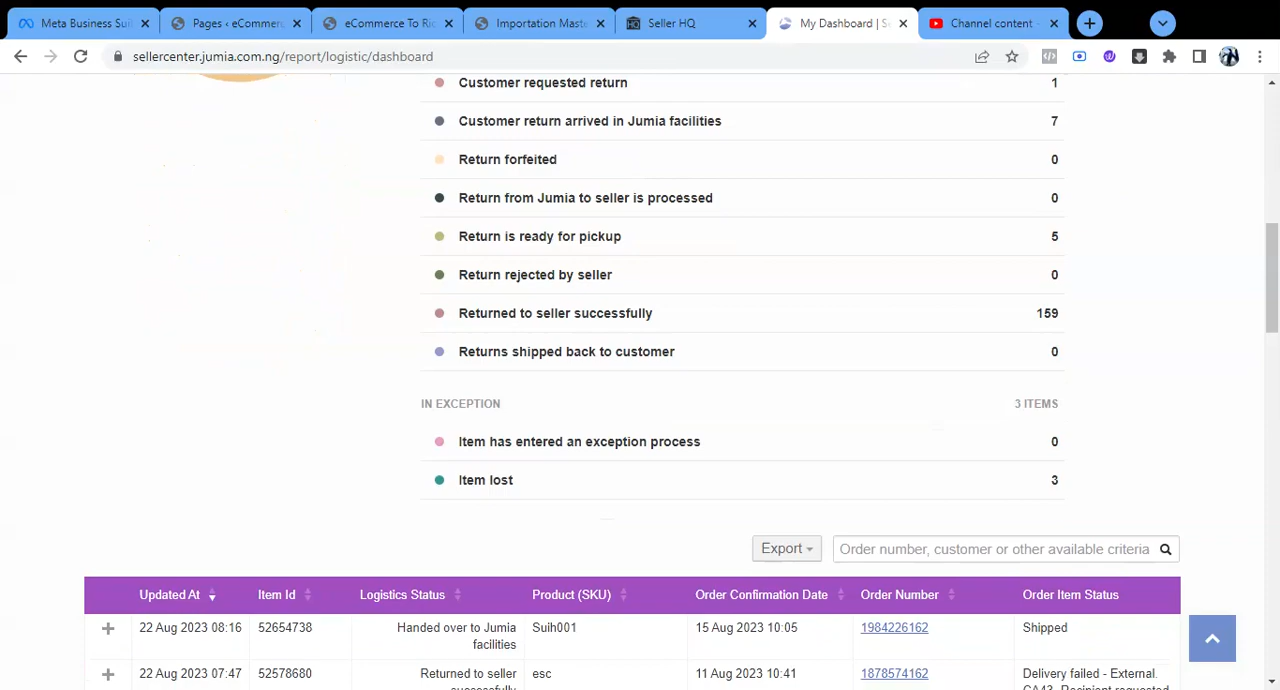 Meta Business Sui
Pages ‹ eCommer
eCommerce To Ri
Importation Maste
Seller HQ
My Dashboard | S
Channel content -
sellercenter.jumia.com.ng/report/logistic/dashboard
Customer requested return 1
Customer return arrived in Jumia facilities 7
Return forfeited 0
Return from Jumia to seller is processed 0
Return is ready for pickup 5
Return rejected by seller 0
Returned to seller successfully 159
Returns shipped back to customer 0
IN EXCEPTION 3 ITEMS
Item has entered an exception process 0
Item lost 3
Export
Order number, customer or other available criteria
Updated At Item Id Logistics Status Product (SKU) Order Confirmation Date Order Number Order Item Status
22 Aug 2023 08:16 52654738 Handed over to Jumia Suih001 15 Aug 2023 10:05 1984226162 Shipped
facilities
22 Aug 2023 07:47 52578680 Returned to seller esc 11 Aug 2023 10:41 1878574162 Delivery failed - External.
successfully CA43. Recipient requested